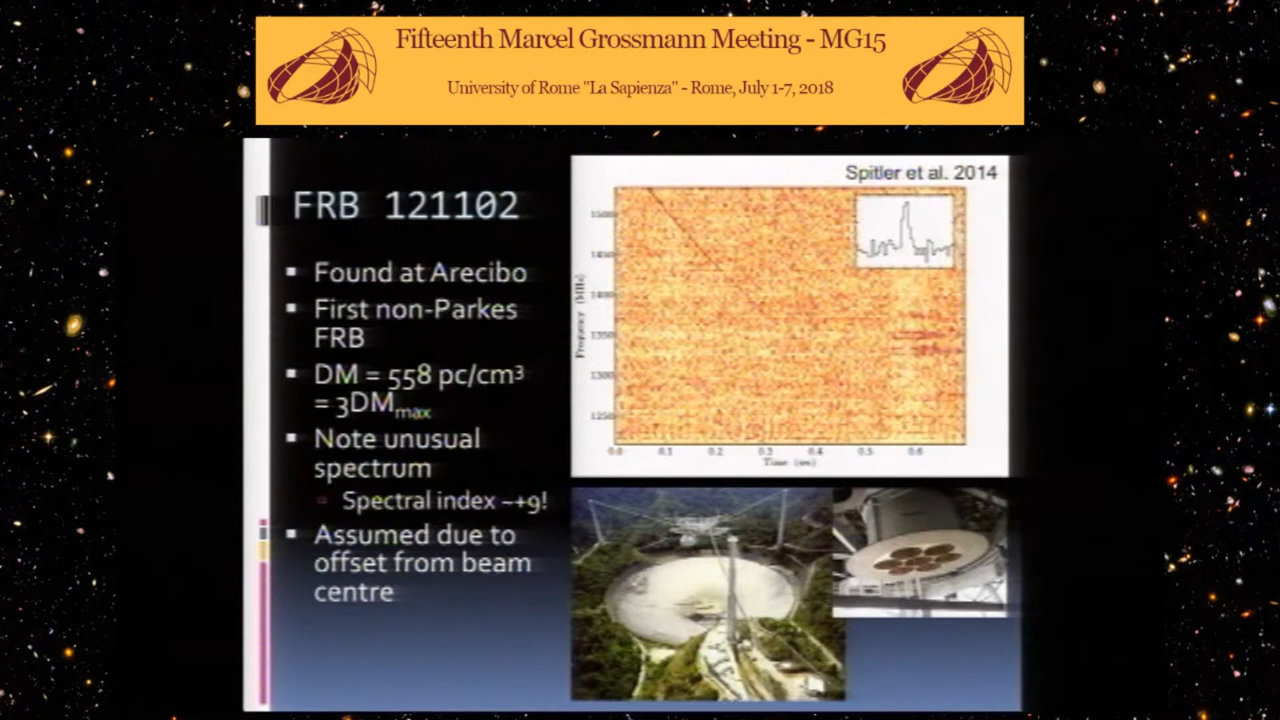 Fifteenth Marcel Grossmann Meeting - MG15
University of Rome "La Sapienza" - Rome, July 1-7, 2018
FRB 121102
▪ Found at Arecibo
▪ First non-Parkes
FRB
▪ DM = 558 pc/cm³
= 3DMmax
▪ Note unusual
spectrum
▫ Spectral index ~+9!
▪ Assumed due to
offset from beam
centre
Spitler et al. 2014
Frequency (MHz)
1500
1450
1400
1350
1300
1250
0.0 0.1 0.2 0.3 0.4 0.5 0.6
Time (sec)